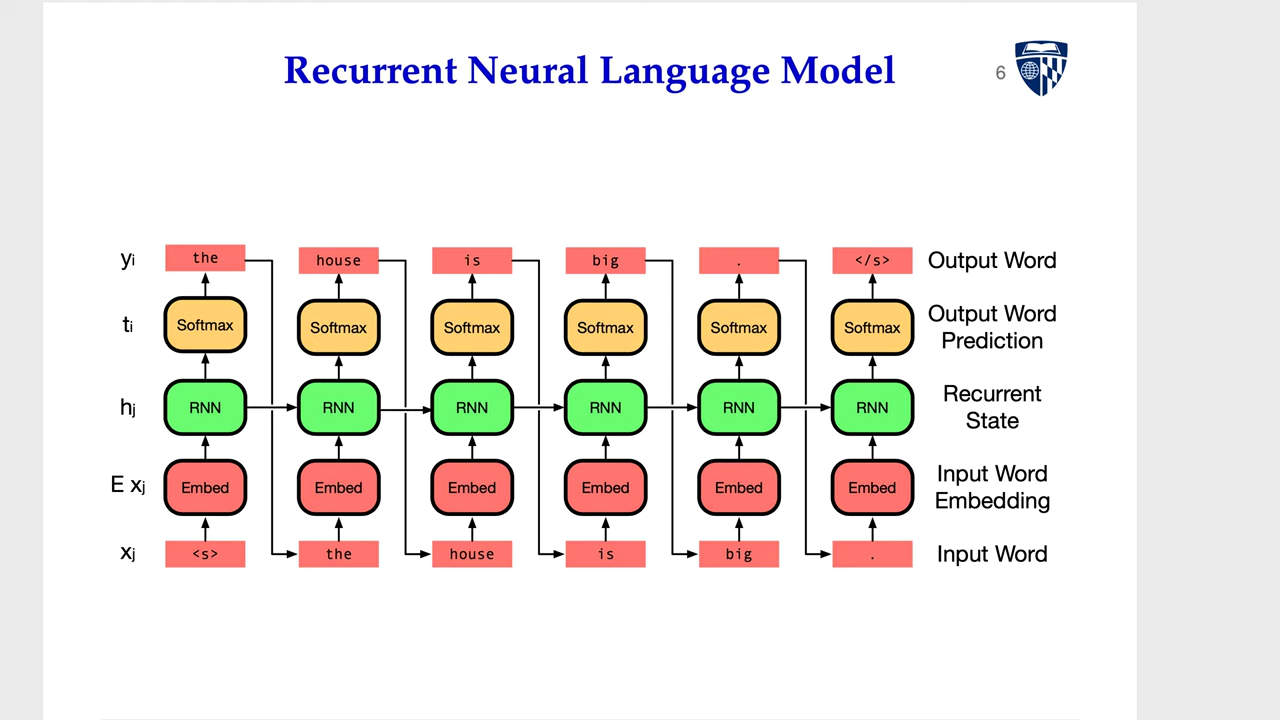 Recurrent Neural Language Model
6
yi the house is big . </s> Output Word
ti Softmax Softmax Softmax Softmax Softmax Softmax Output Word Prediction
hj RNN RNN RNN RNN RNN RNN Recurrent State
E xj Embed Embed Embed Embed Embed Embed Input Word Embedding
xj <s> the house is big . Input Word